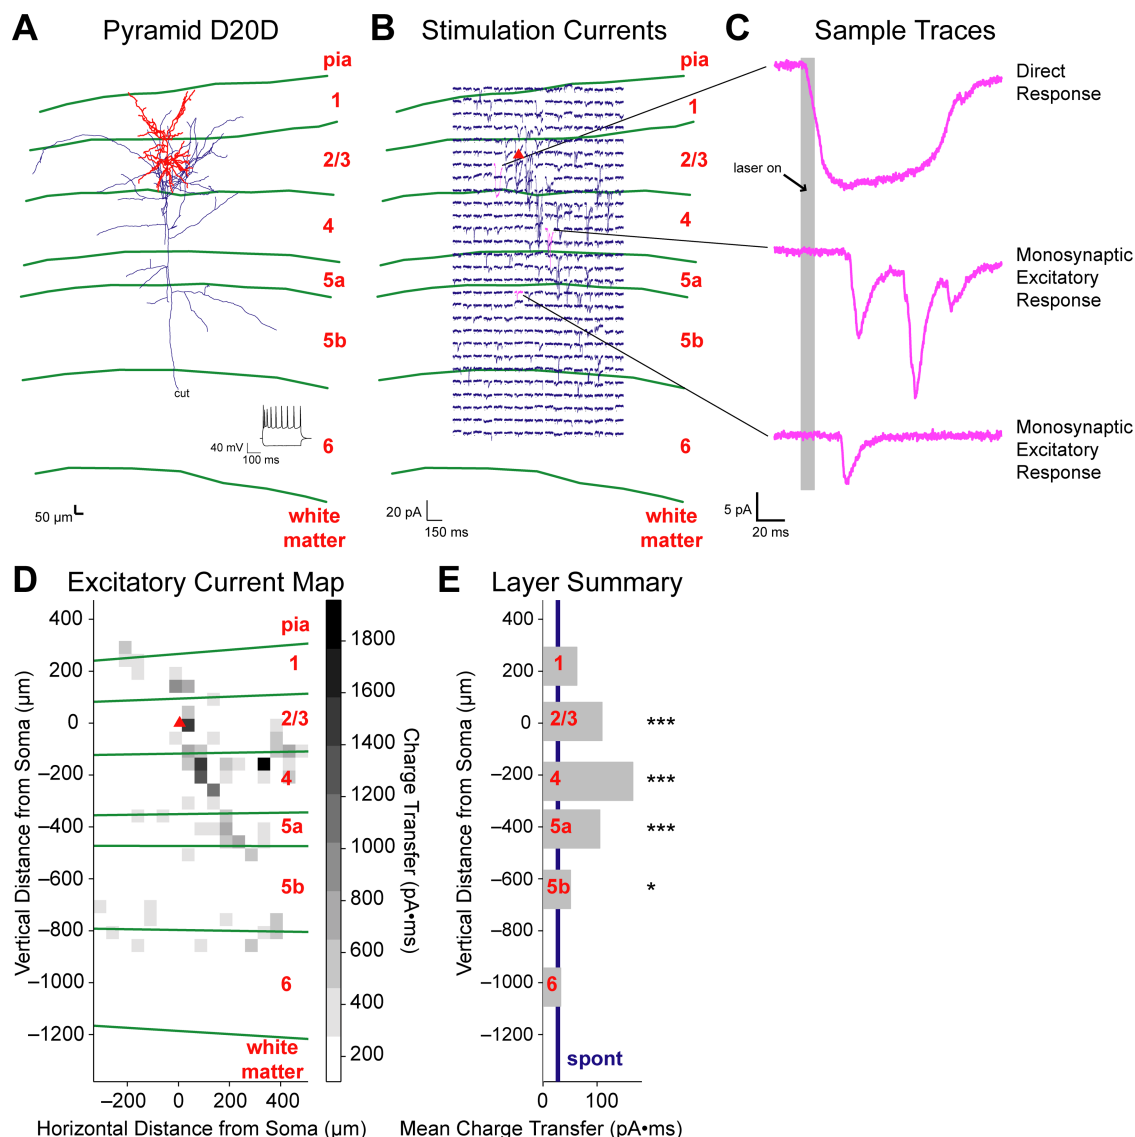 A Pyramid D20D
pia
1
2/3
4
5a
5b
cut
40 mV
100 ms
6
50 µm
white
matter
B Stimulation Currents
pia
1
2/3
4
5a
5b
6
20 pA
150 ms
white
matter
C Sample Traces
Direct
Response
laser on
Monosynaptic
Excitatory
Response
Monosynaptic
Excitatory
Response
5 pA
20 ms
D Excitatory Current Map
Vertical Distance from Soma (µm)
400
200
0
–200
–400
–600
–800
–1000
–1200
pia
1
2/3
4
5a
5b
6
white
matter
–200 0 200 400
Horizontal Distance from Soma (µm)
1800
1600
1400
1200
1000
800
600
400
200
Charge Transfer (pA•ms)
E Layer Summary
Vertical Distance from Soma (µm)
400
200
0
–200
–400
–600
–800
–1000
–1200
1
2/3 ***
4 ***
5a ***
5b *
6
spont
0 100
Mean Charge Transfer (pA•ms)